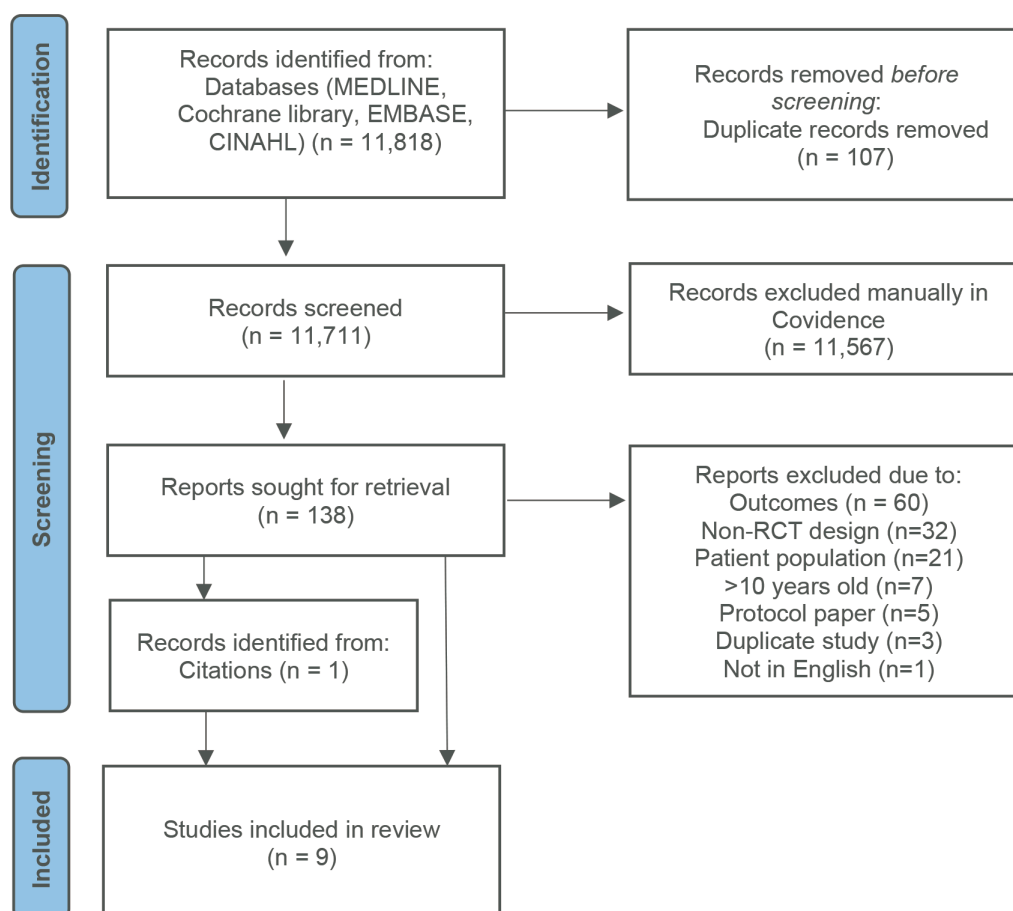 Identification
Records identified from:
Databases (MEDLINE,
Cochrane library, EMBASE,
CINAHL) (n = 11,818)
Records removed before
screening:
Duplicate records removed
(n = 107)
Screening
Records screened
(n = 11,711)
Records excluded manually in
Covidence
(n = 11,567)
Reports sought for retrieval
(n = 138)
Reports excluded due to:
Outcomes (n = 60)
Non-RCT design (n=32)
Patient population (n=21)
>10 years old (n=7)
Protocol paper (n=5)
Duplicate study (n=3)
Not in English (n=1)
Records identified from:
Citations (n = 1)
Included
Studies included in review
(n = 9)